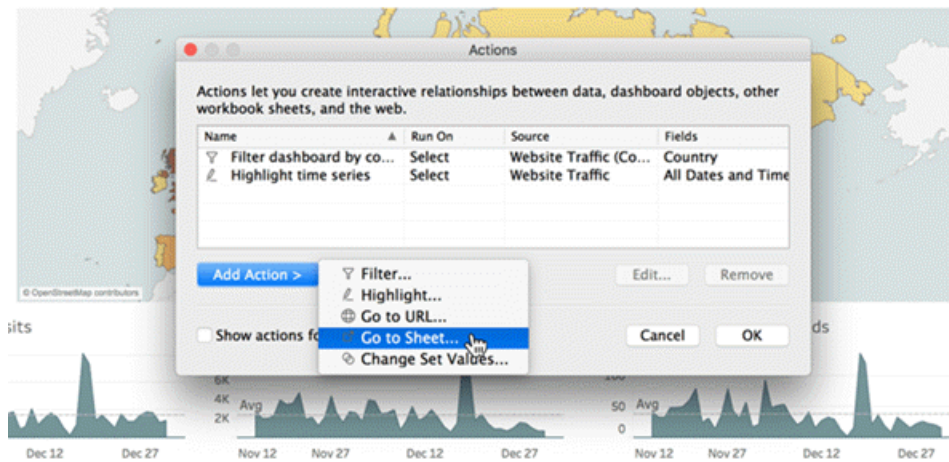 Actions
Actions let you create interactive relationships between data, dashboard objects, other
workbook sheets, and the web.
Name Run On Source Fields
Filter dashboard by co... Select Website Traffic (Co... Country
Highlight time series Select Website Traffic All Dates and Time
Add Action >
Filter...
Highlight...
Go to URL...
Go to Sheet...
Change Set Values...
Edit... Remove
Show actions fo
Cancel OK
© OpenStreetMap contributors
sits
ds
6K
4K
2K
Avg
100
50
0
Avg
Dec 12 Dec 27 Nov 12 Nov 27 Dec 12 Dec 27 Nov 12 Nov 27 Dec 12 Dec 27